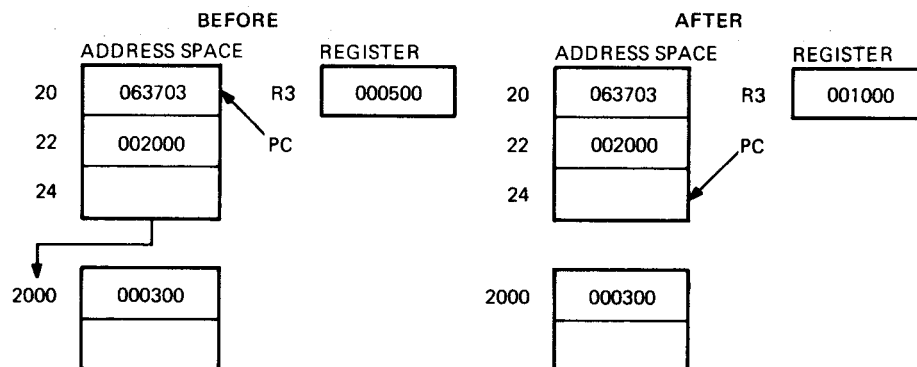 BEFORE
ADDRESS SPACE REGISTER
20 063703 R3 000500
22 002000 PC
24
2000 000300
AFTER
ADDRESS SPACE REGISTER
20 063703 R3 001000
22 002000 PC
24
2000 000300